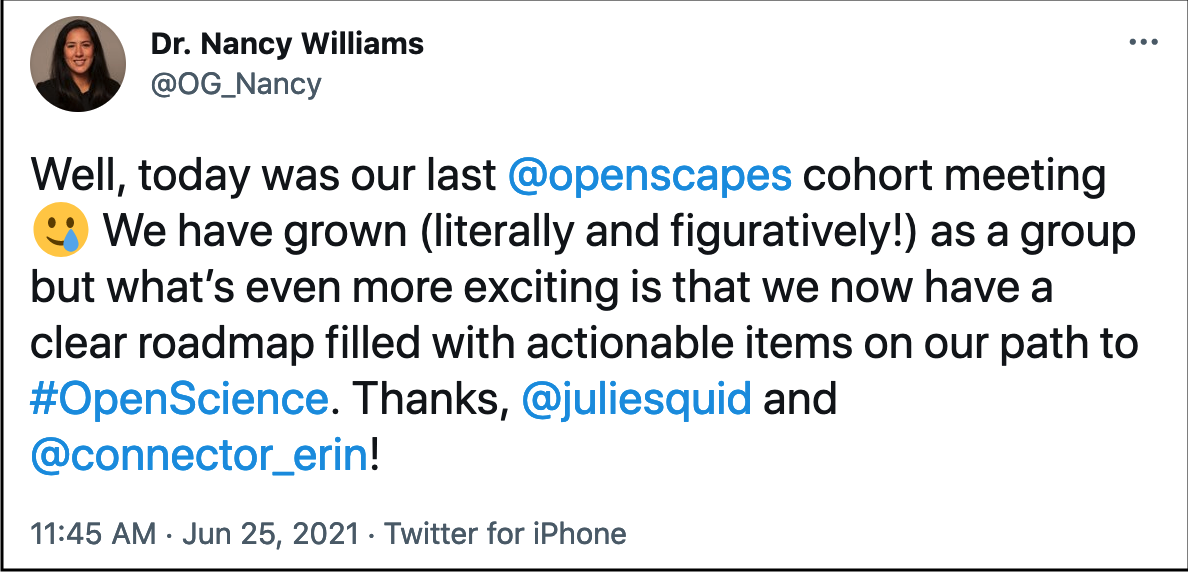 Dr. Nancy Williams
@OG_Nancy
Well, today was our last @openscapes cohort meeting
🥲 We have grown (literally and figuratively!) as a group
but what’s even more exciting is that we now have a
clear roadmap filled with actionable items on our path to
#OpenScience. Thanks, @juliesquid and
@connector_erin!
11:45 AM · Jun 25, 2021 · Twitter for iPhone